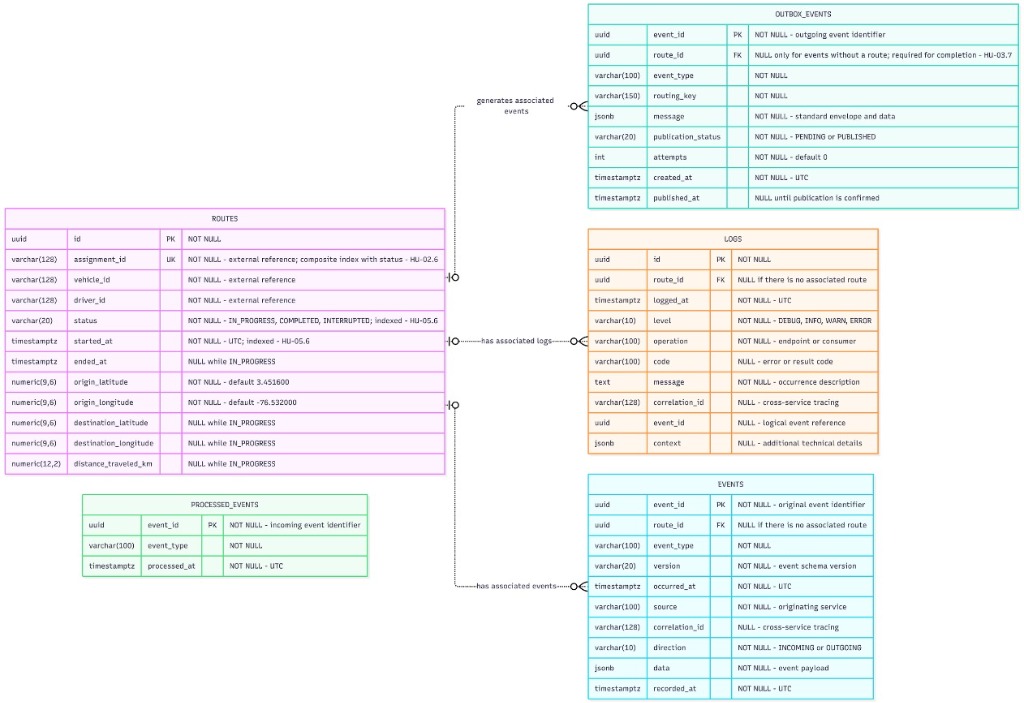 OUTBOX_EVENTS
uuid event_id PK NOT NULL - outgoing event identifier
uuid route_id FK NULL only for events without a route; required for completion - HU-03.7
varchar(100) event_type NOT NULL
varchar(150) routing_key NOT NULL
jsonb message NOT NULL - standard envelope and data
varchar(20) publication_status NOT NULL - PENDING or PUBLISHED
int attempts NOT NULL - default 0
timestamptz created_at NOT NULL - UTC
timestamptz published_at NULL until publication is confirmed
generates associated
events
ROUTES
uuid id PK NOT NULL
varchar(128) assignment_id UK NOT NULL - external reference; composite index with status - HU-02.6
varchar(128) vehicle_id NOT NULL - external reference
varchar(128) driver_id NOT NULL - external reference
varchar(20) status NOT NULL - IN_PROGRESS, COMPLETED, INTERRUPTED; indexed - HU-05.6
timestamptz started_at NOT NULL - UTC; indexed - HU-05.6
timestamptz ended_at NULL while IN_PROGRESS
numeric(9,6) origin_latitude NOT NULL - default 3.451600
numeric(9,6) origin_longitude NOT NULL - default -76.532000
numeric(9,6) destination_latitude NULL while IN_PROGRESS
numeric(9,6) destination_longitude NULL while IN_PROGRESS
numeric(12,2) distance_traveled_km NULL while IN_PROGRESS
has associated logs
LOGS
uuid id PK NOT NULL
uuid route_id FK NULL if there is no associated route
timestamptz logged_at NOT NULL - UTC
varchar(10) level NOT NULL - DEBUG, INFO, WARN, ERROR
varchar(100) operation NOT NULL - endpoint or consumer
varchar(100) code NULL - error or result code
text message NOT NULL - occurrence description
varchar(128) correlation_id NULL - cross-service tracing
uuid event_id NULL - logical event reference
jsonb context NULL - additional technical details
PROCESSED_EVENTS
uuid event_id PK NOT NULL - incoming event identifier
varchar(100) event_type NOT NULL
timestamptz processed_at NOT NULL - UTC
has associated events
EVENTS
uuid event_id PK NOT NULL - original event identifier
uuid route_id FK NULL if there is no associated route
varchar(100) event_type NOT NULL
varchar(20) version NOT NULL - event schema version
timestamptz occurred_at NOT NULL - UTC
varchar(100) source NOT NULL - originating service
varchar(128) correlation_id NULL - cross-service tracing
varchar(10) direction NOT NULL - INCOMING or OUTGOING
jsonb data NOT NULL - event payload
timestamptz recorded_at NOT NULL - UTC